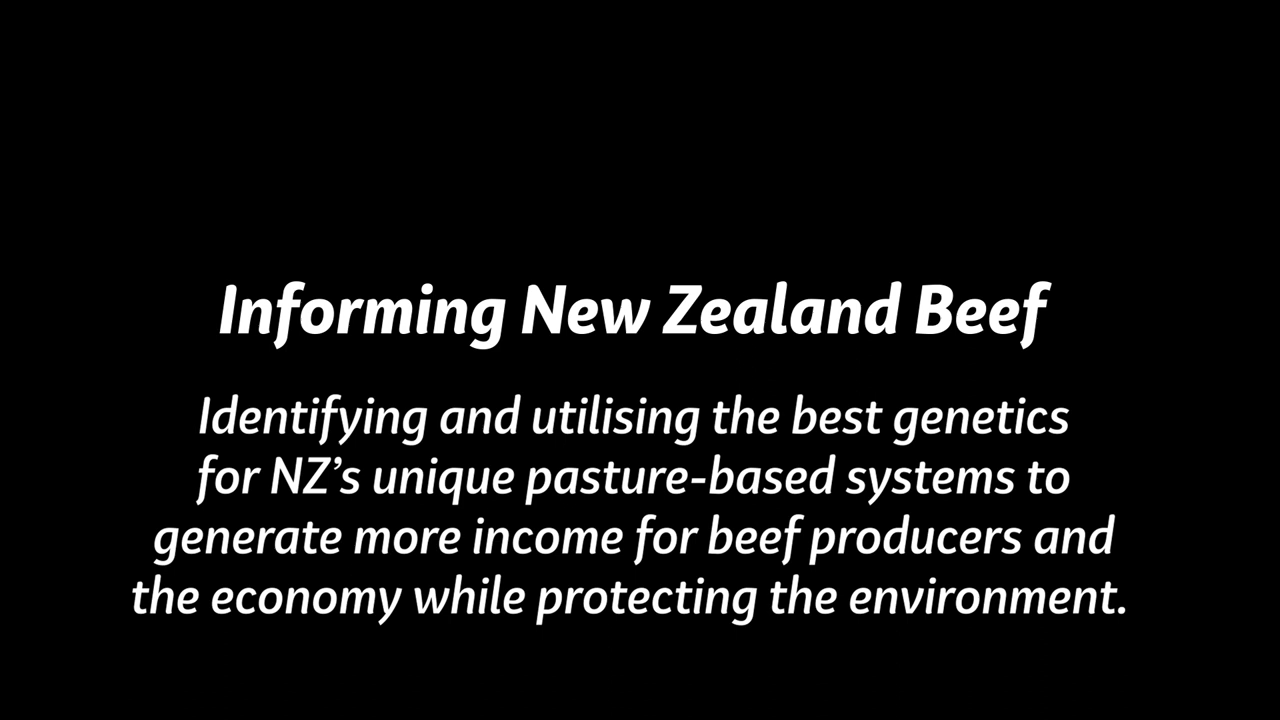 Informing New Zealand Beef
Identifying and utilising the best genetics
for NZ’s unique pasture-based systems to
generate more income for beef producers and
the economy while protecting the environment.